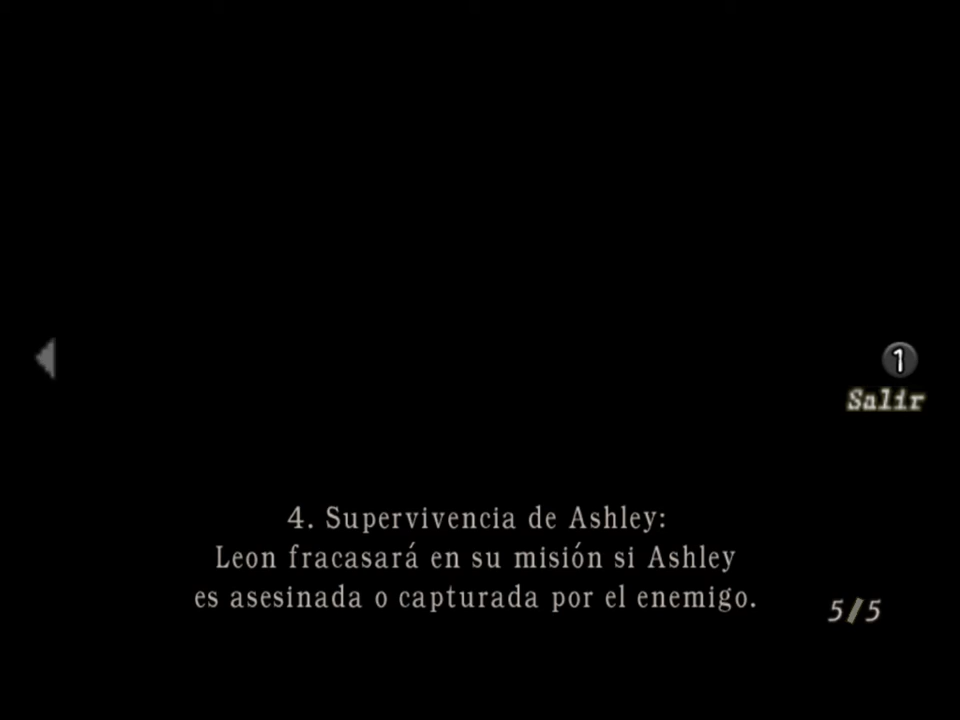 1
Salir
4. Supervivencia de Ashley:
Leon fracasará en su misión si Ashley
es asesinada o capturada por el enemigo.
5/5